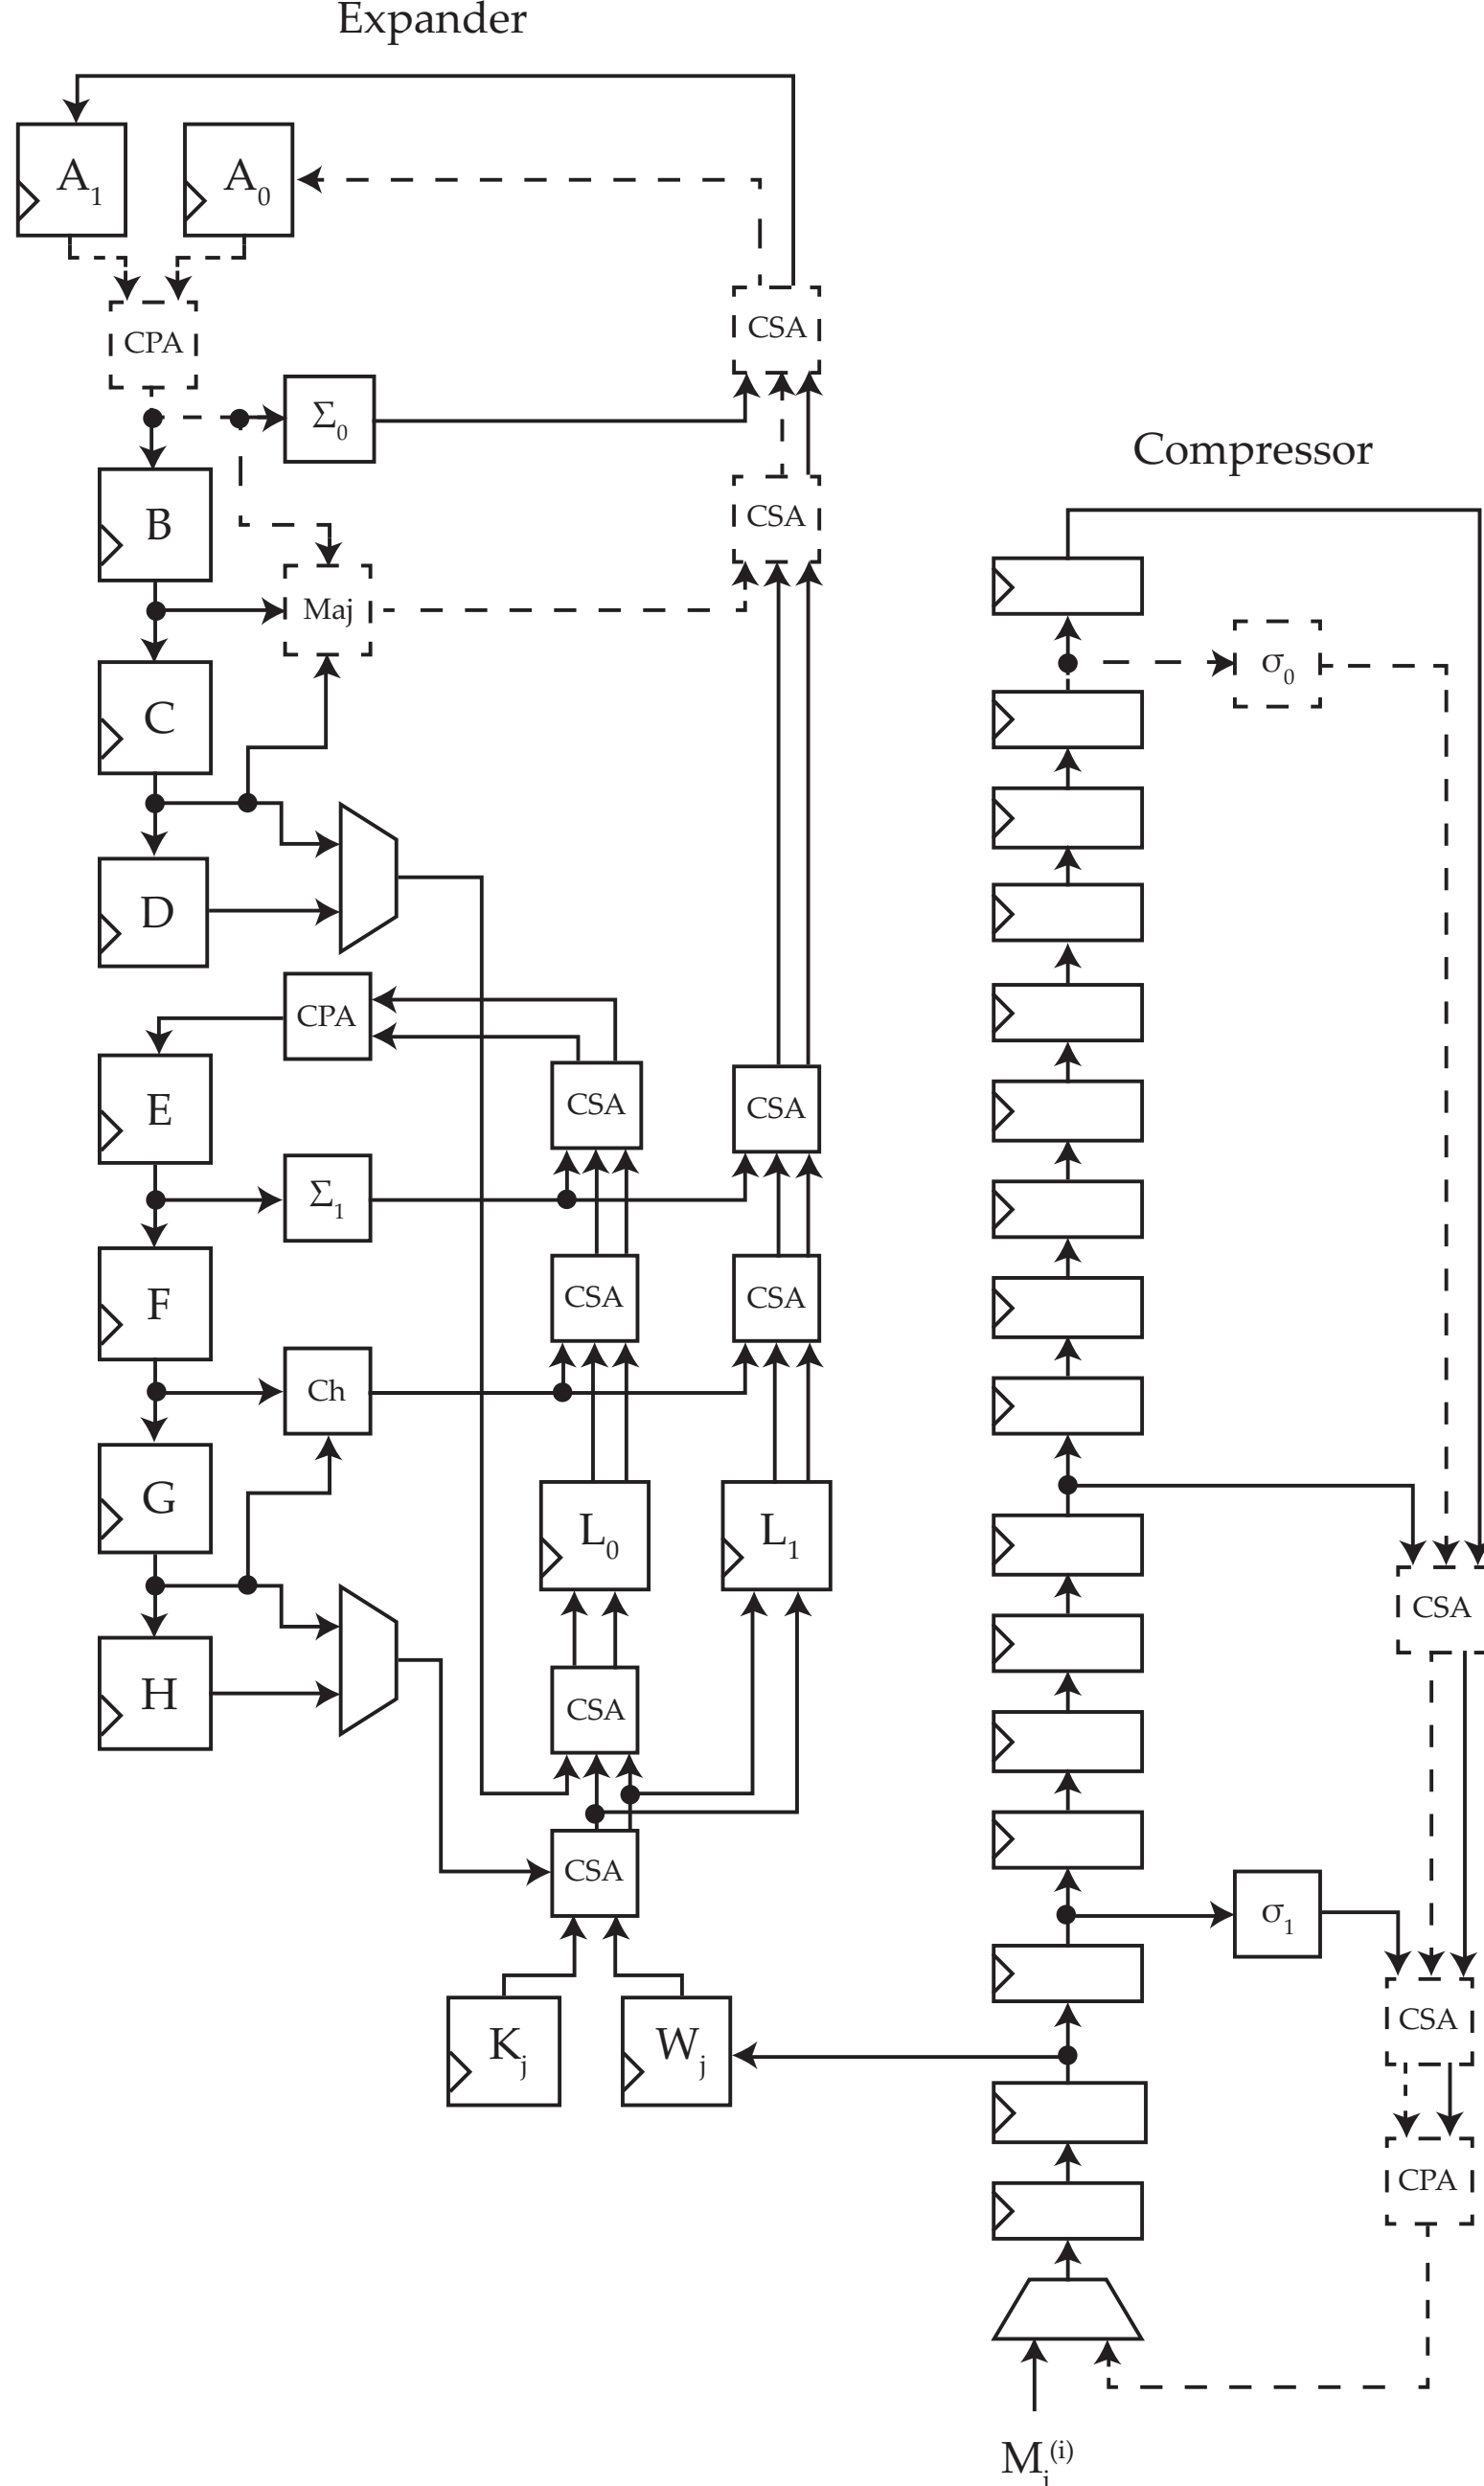 Expander
A1
A0
CPA
CSA
Σ0
Compressor
B
CSA
Maj
σ0
C
D
CPA
E
CSA
CSA
Σ1
F
CSA
CSA
Ch
G
L0
L1
CSA
H
CSA
CSA
σ1
Kj
Wj
CSA
CPA
Mj(i)